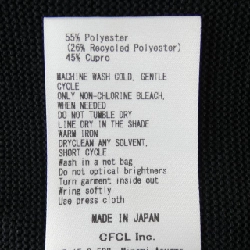 55% Polyester
(26% Recycled Polyester)
45% Cupro
MACHINE WASH COLD, GENTLE
CYCLE
ONLY NON-CHLORINE BLEACH,
WHEN NEEDED
DO NOT TUMBLE DRY
LINE DRY IN THE SHADE
WARM IRON
DRYCLEAN ANY SOLVENT,
SHORT CYCLE
Wash in a net bag
Do not optical brightners
Turn garment inside out
Wring softly
Use press cloth
MADE IN JAPAN
CFCL Inc.